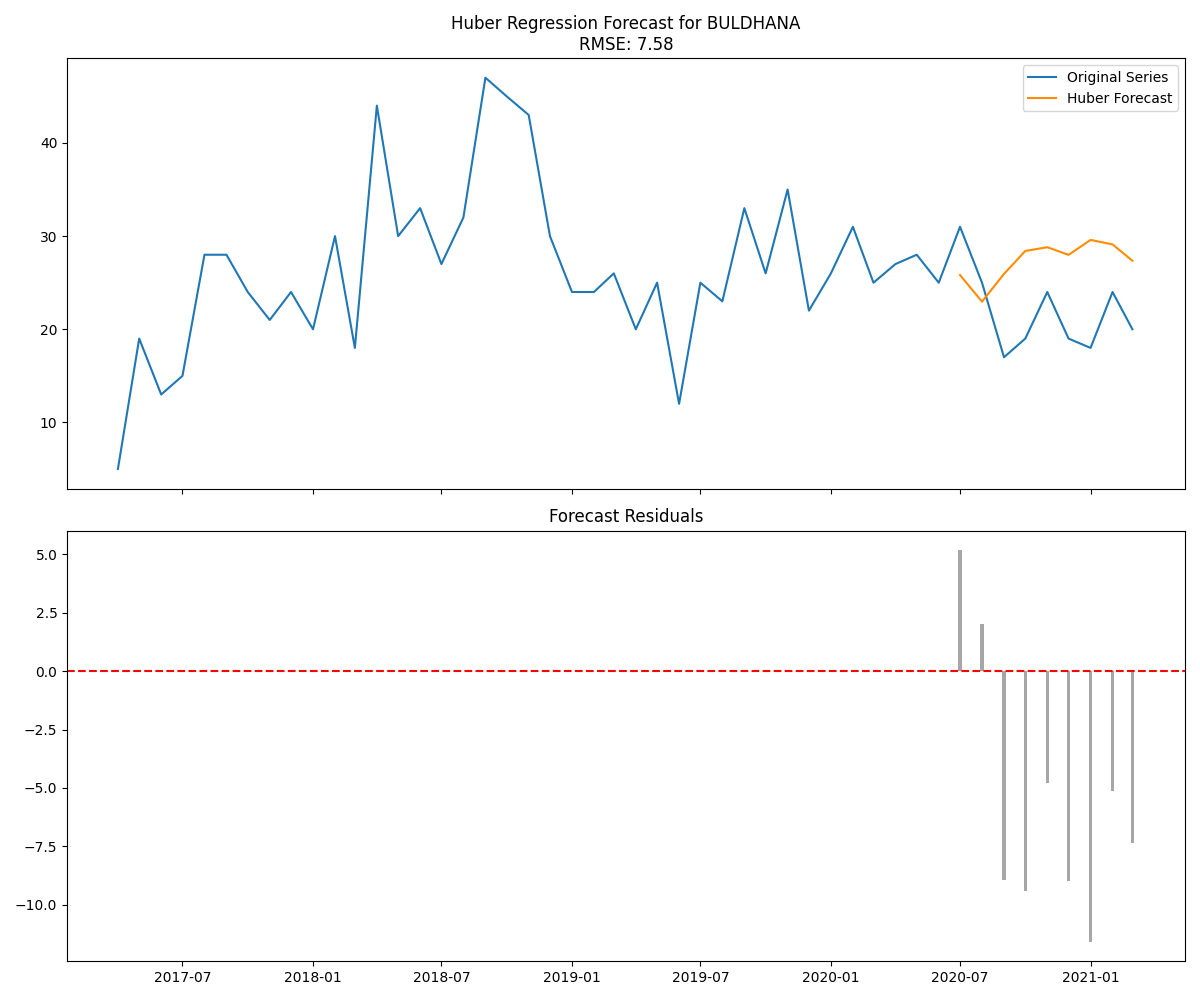 Huber Regression Forecast for BULDHANA
RMSE: 7.58
Original Series
Huber Forecast
40
30
20
10
Forecast Residuals
5.0
2.5
0.0
−2.5
−5.0
−7.5
−10.0
2017-07 2018-01 2018-07 2019-01 2019-07 2020-01 2020-07 2021-01